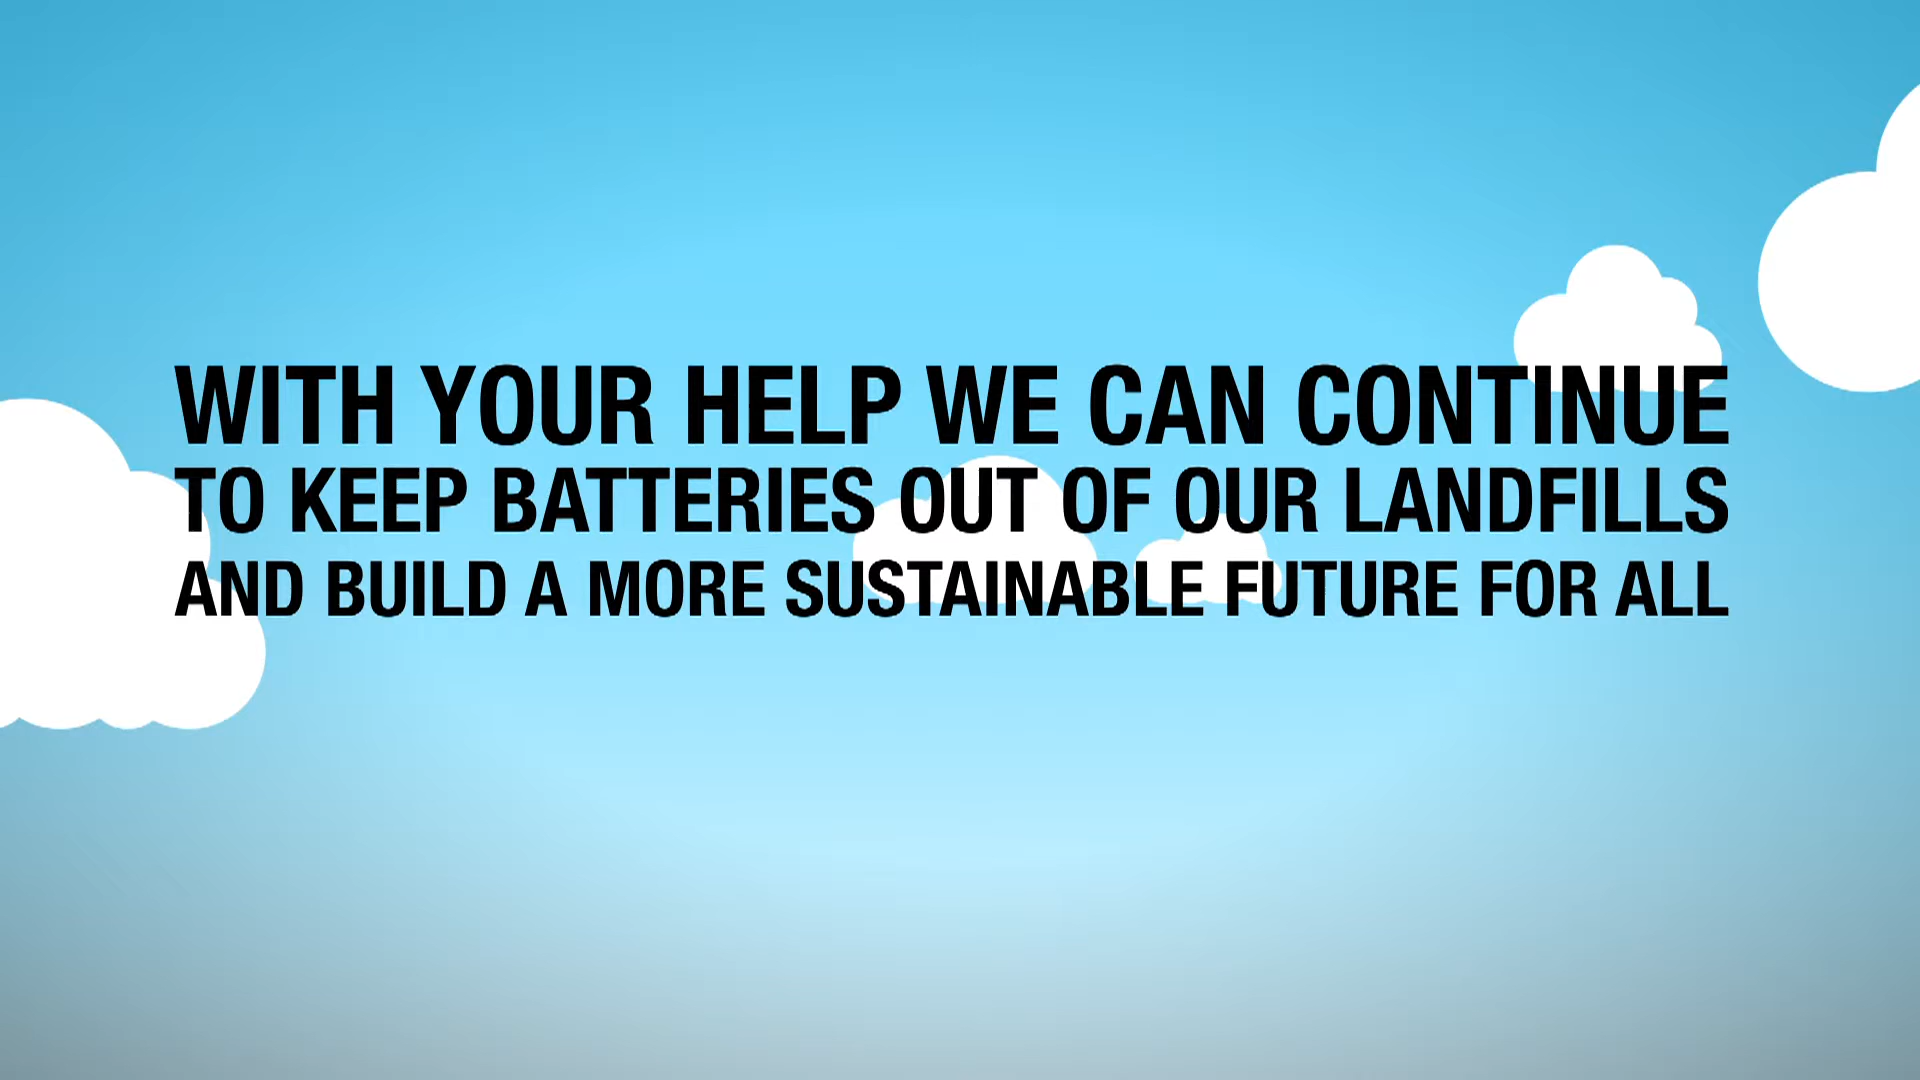 WITH YOUR HELP WE CAN CONTINUE
TO KEEP BATTERIES OUT OF OUR LANDFILLS
AND BUILD A MORE SUSTAINABLE FUTURE FOR ALL